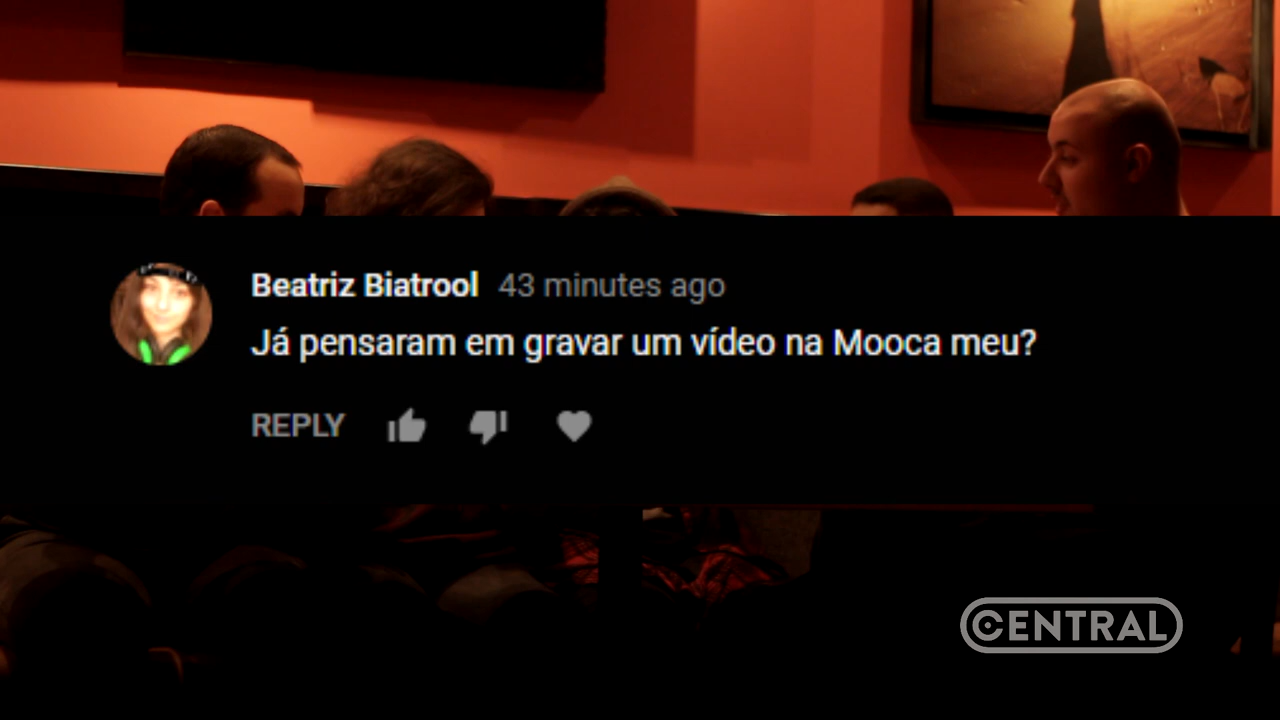 Beatriz Biatrool 43 minutes ago
Já pensaram em gravar um vídeo na Mooca meu?
REPLY
CENTRAL